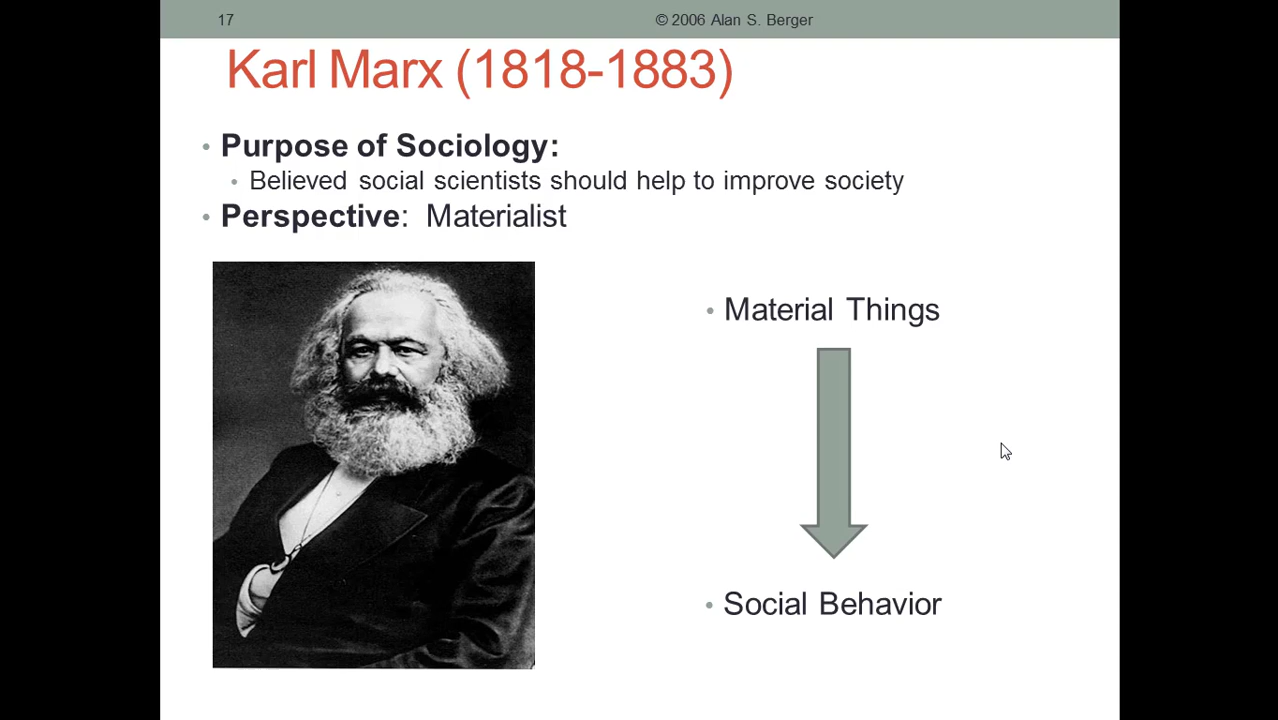 17
© 2006 Alan S. Berger
Karl Marx (1818-1883)
• Purpose of Sociology:
• Believed social scientists should help to improve society
• Perspective: Materialist
• Material Things
• Social Behavior